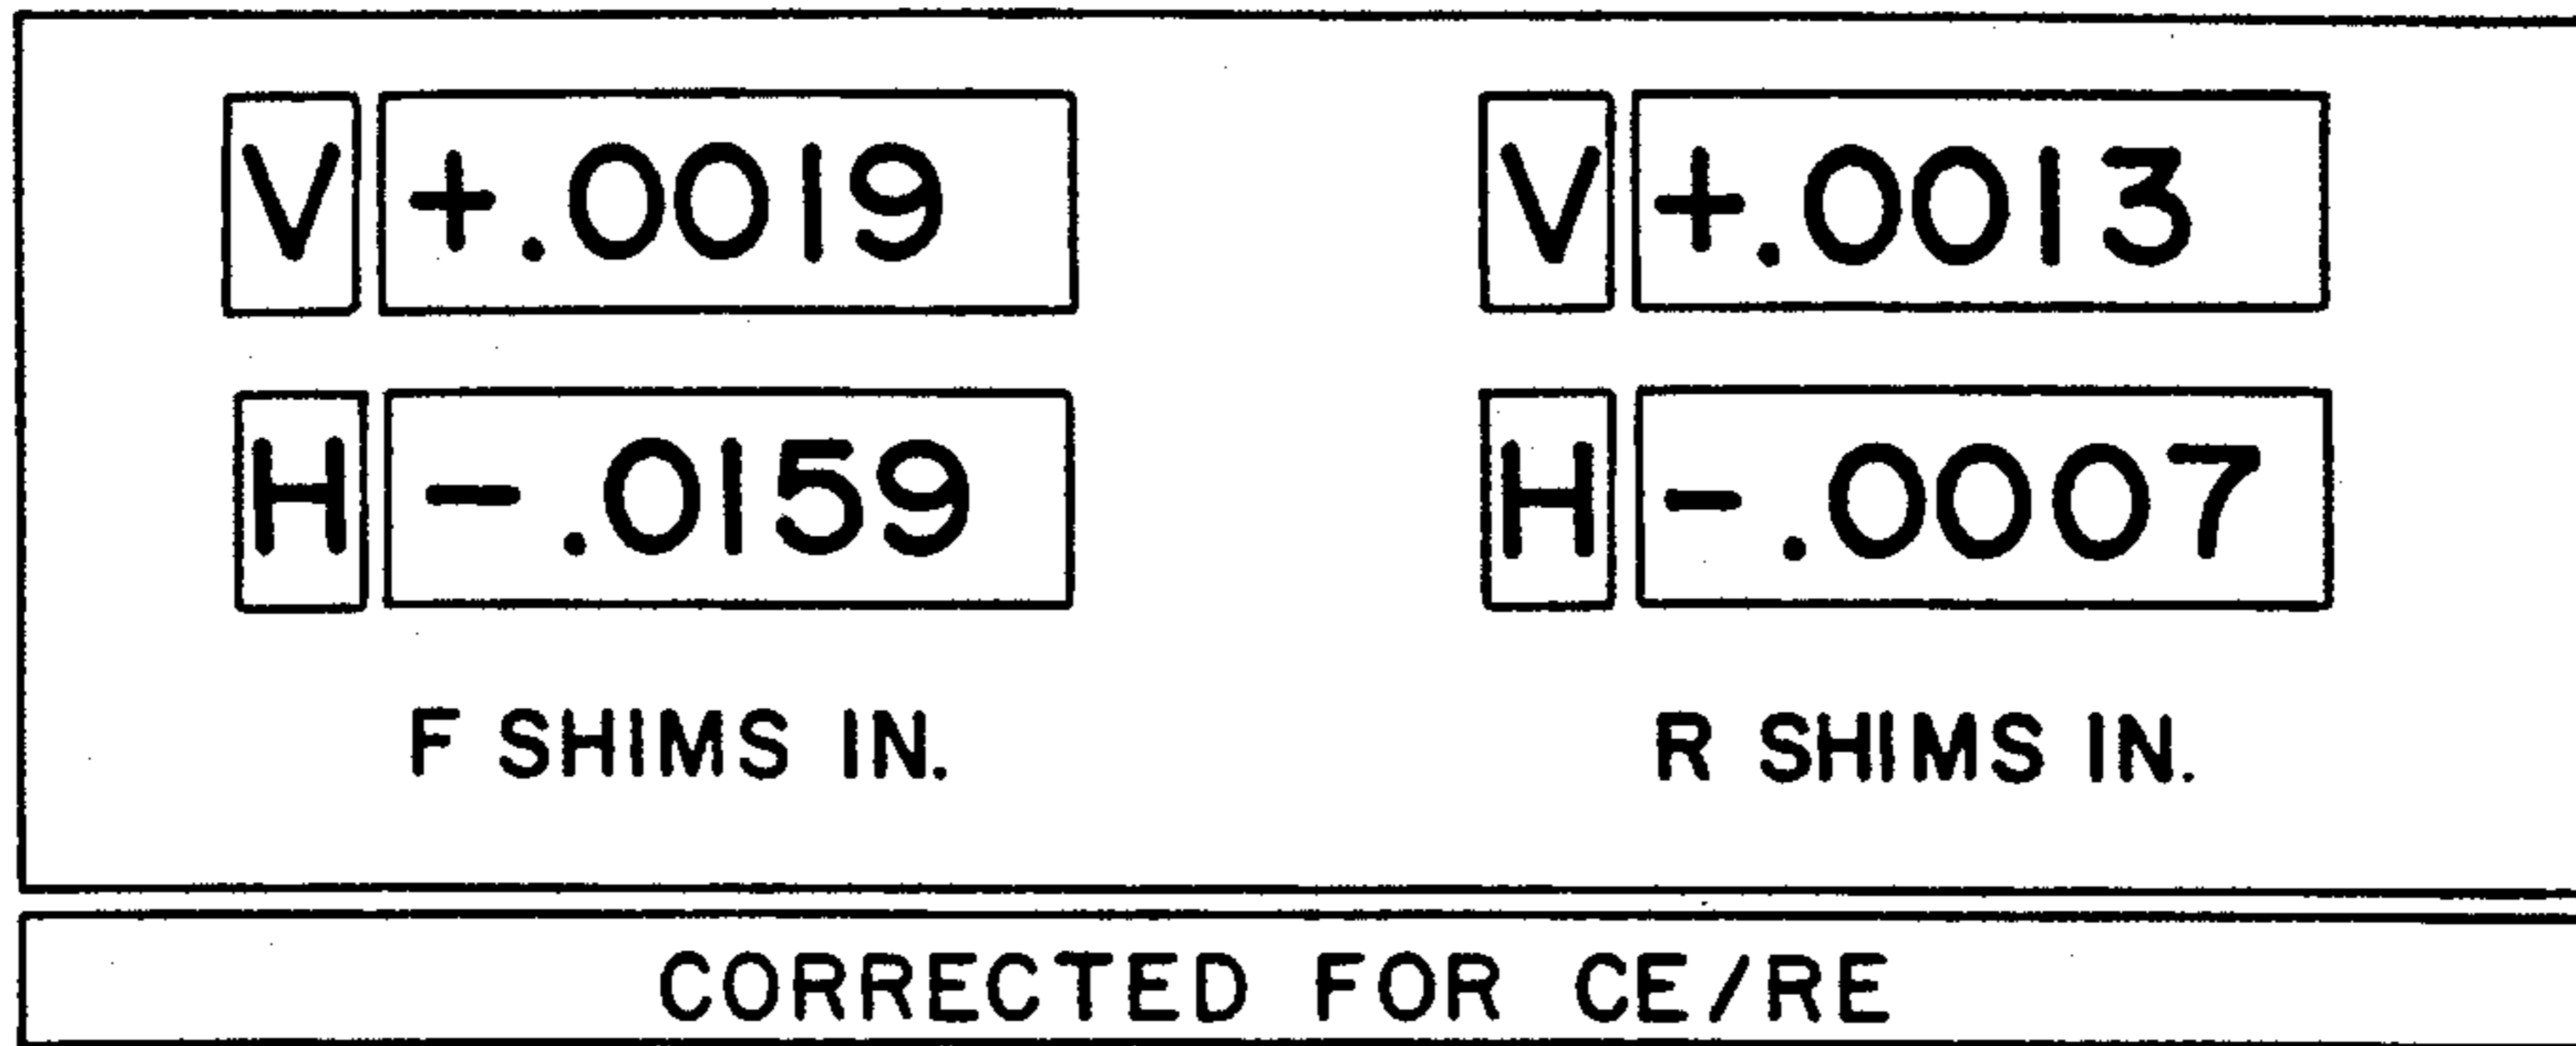 V +.0019 V +.0013
H -.0159 H -.0007
F SHIMS IN. R SHIMS IN.
CORRECTED FOR CE/RE